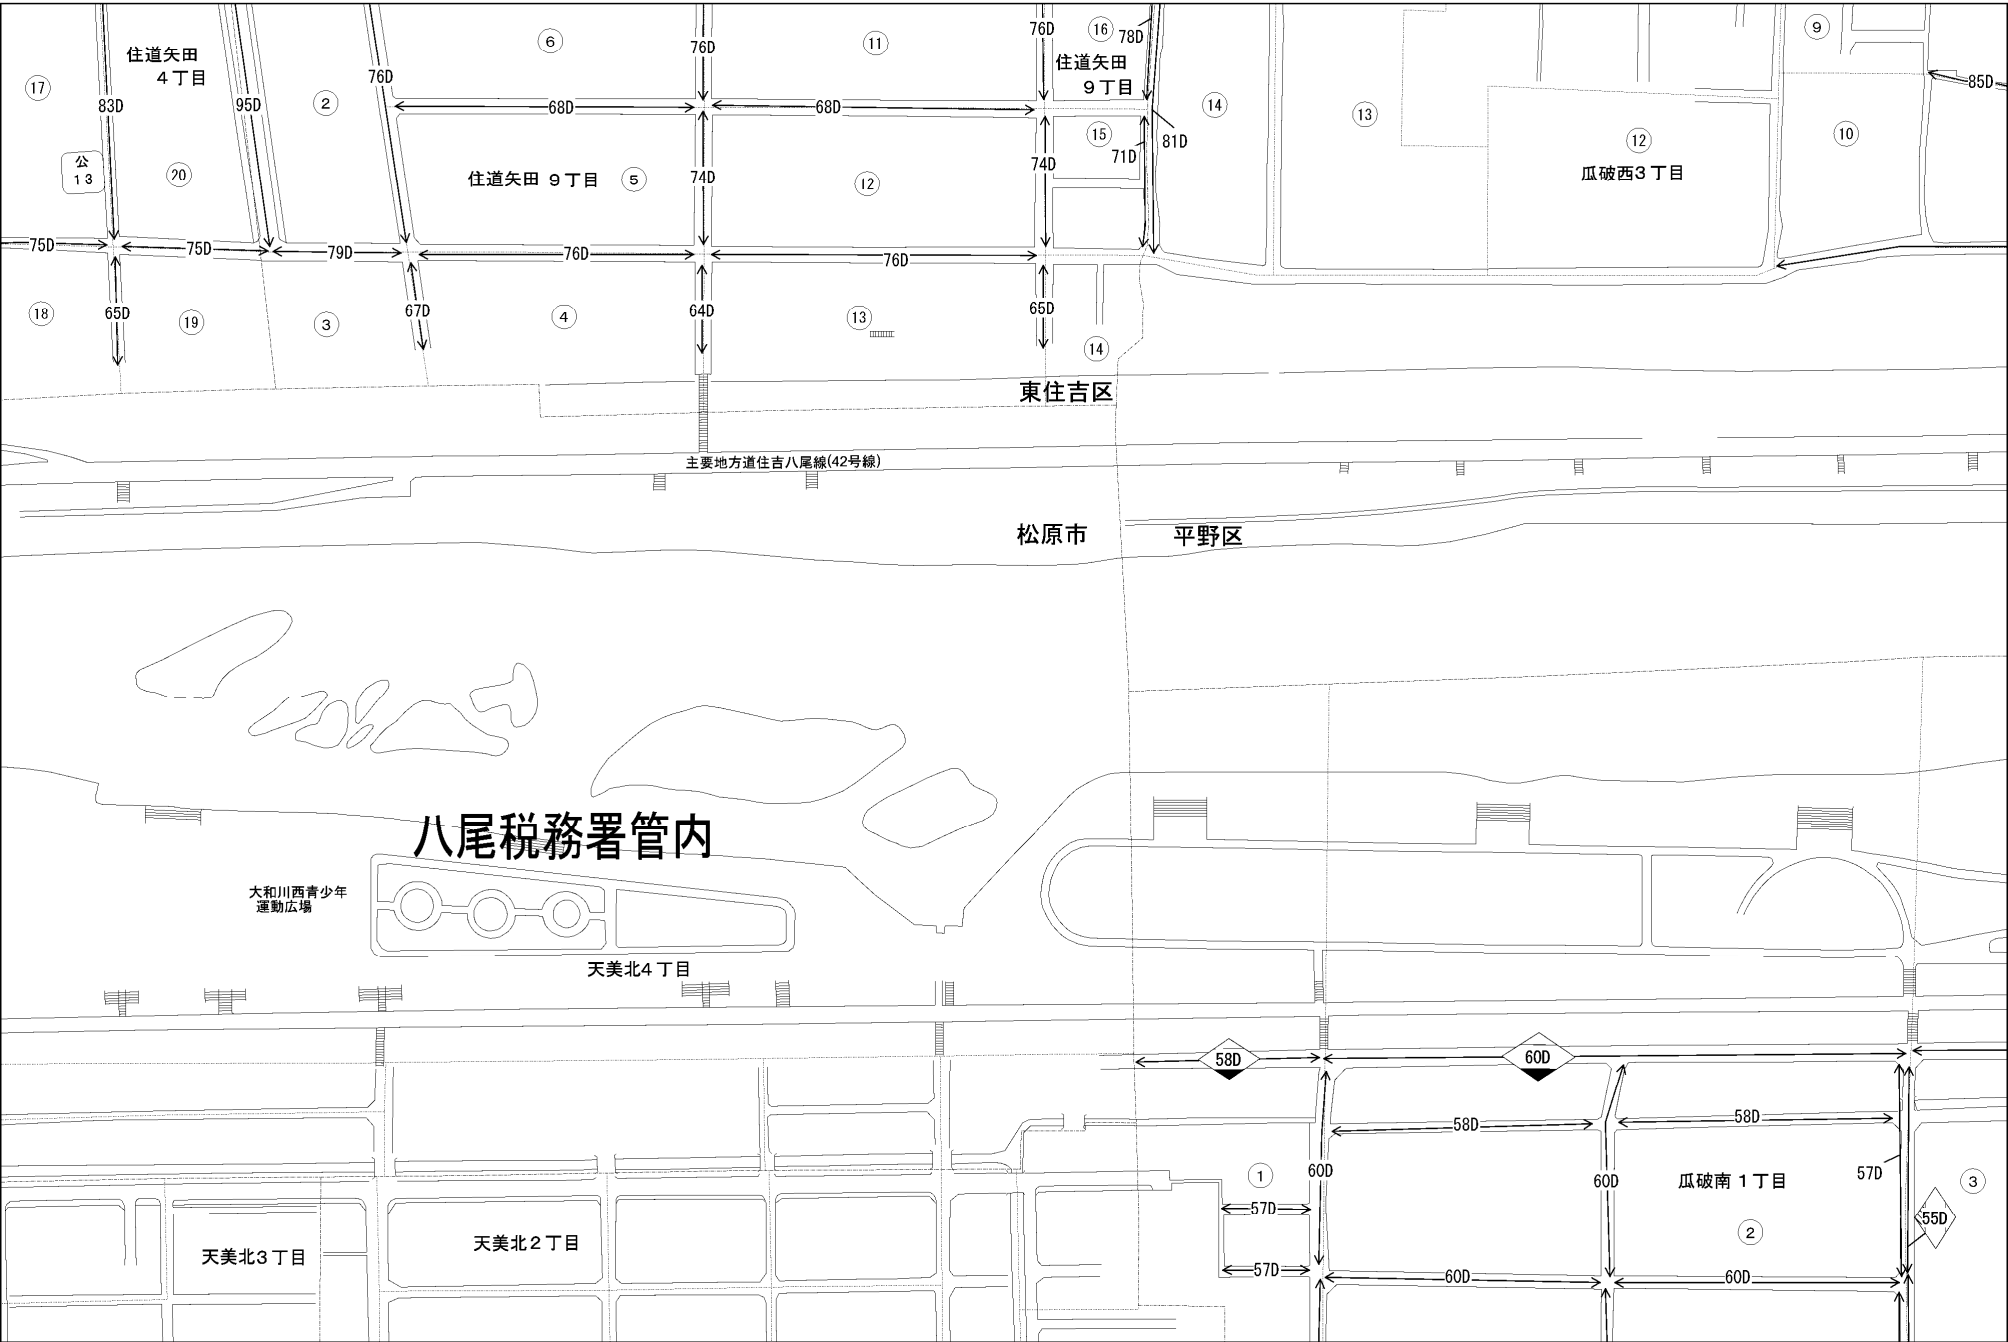 76D
76D
16
78D
9
6
11
住道矢田
４丁目
住道矢田
９丁目
17
83D
95D
76D
2
68D
68D
14
13
85D
15
71D
81D
12
10
公
13
20
住道矢田 ９丁目
5
74D
12
74D
瓜破西３丁目
75D
75D
79D
76D
76D
18
65D
19
3
67D
4
64D
13
65D
14
東住吉区
主要地方道住吉八尾線(42号線)
松原市
平野区
八尾税務署管内
大和川西青少年
運動広場
天美北４丁目
58D
60D
58D
58D
1
60D
60D
瓜破南１丁目
57D
3
57D
55D
2
天美北３丁目
天美北２丁目
57D
60D
60D